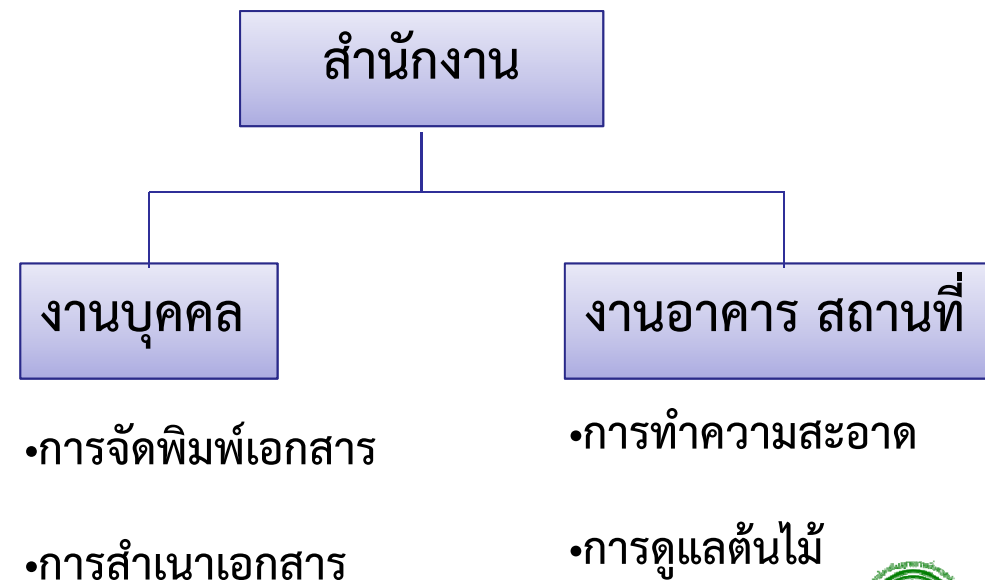 สำนักงาน
งานบุคคล
งานอาคาร สถานที่
•การจัดพิมพ์เอกสาร
•การสำเนาเอกสาร
•การทำความสะอาด
•การดูแลต้นไม้